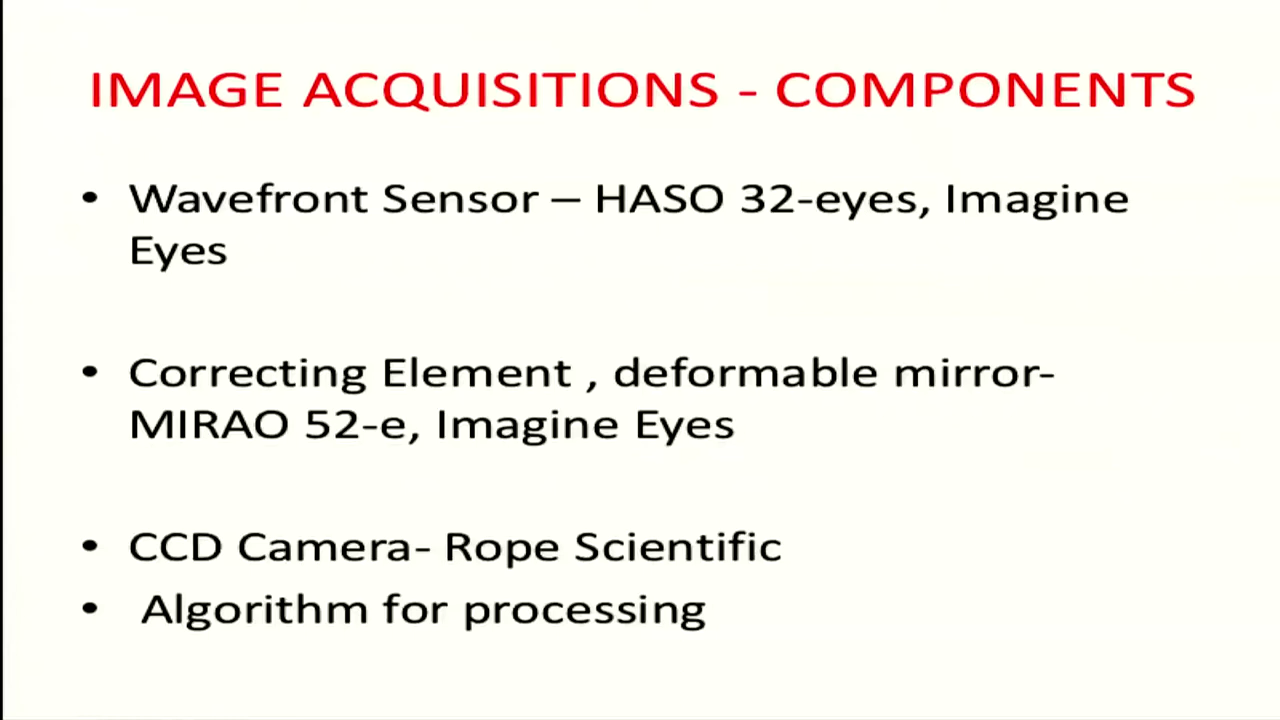 IMAGE ACQUISITIONS - COMPONENTS
• Wavefront Sensor – HASO 32-eyes, Imagine
Eyes
• Correcting Element , deformable mirror-
MIRAO 52-e, Imagine Eyes
• CCD Camera- Rope Scientific
• Algorithm for processing